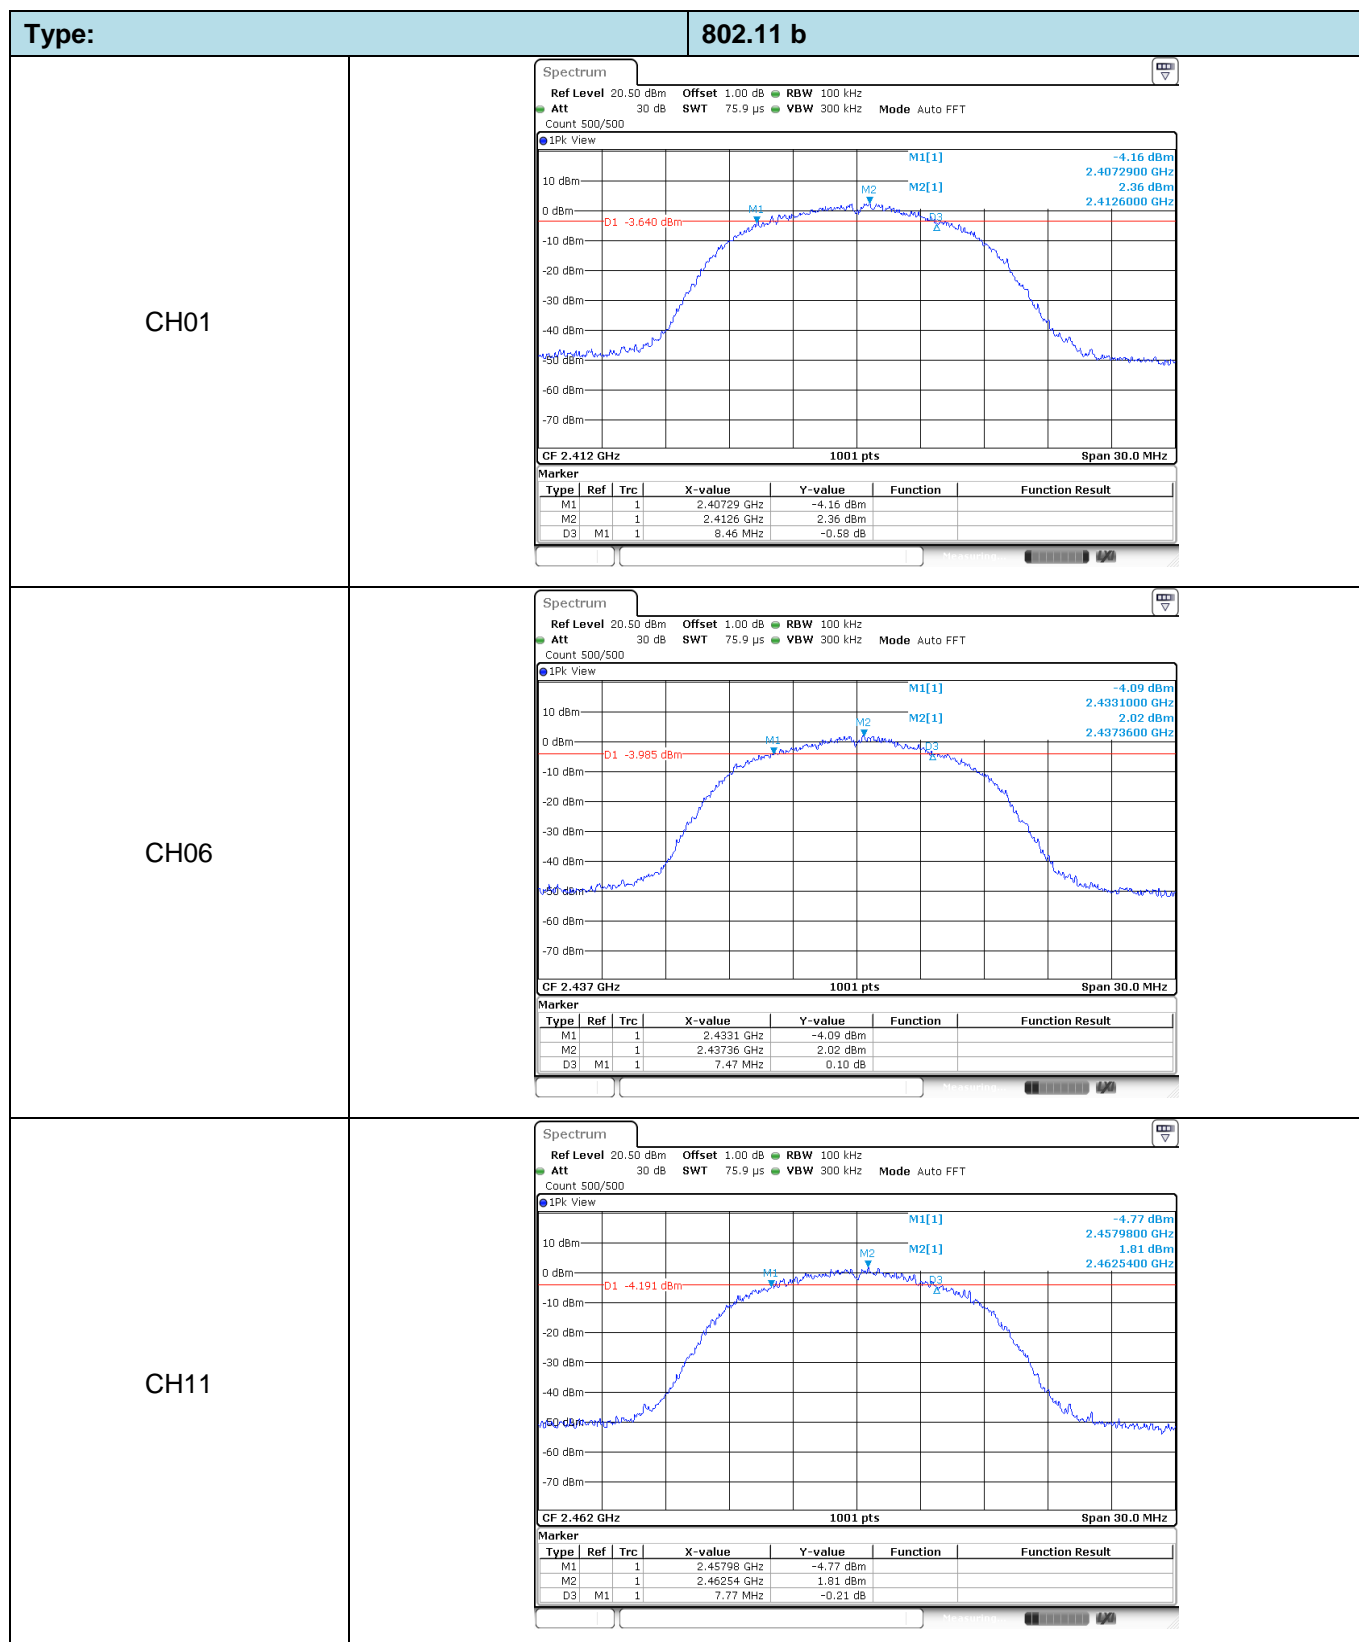 Type: 802.11 b
CH01
Spectrum
Ref Level 20.50 dBm Offset 1.00 dB RBW 100 kHz
Att 30 dB SWT 75.9 µs VBW 300 kHz Mode Auto FFT
Count 500/500
1Pk View
M1[1] -4.16 dBm
2.4072900 GHz
10 dBm
M2 M2[1] 2.36 dBm
2.4126000 GHz
0 dBm M1
D1 -3.640 dBm D3
-10 dBm
-20 dBm
-30 dBm
-40 dBm
-50 dBm
-60 dBm
-70 dBm
CF 2.412 GHz 1001 pts Span 30.0 MHz
Marker
Type Ref Trc X-value Y-value Function Function Result
M1 1 2.40729 GHz -4.16 dBm
M2 1 2.4126 GHz 2.36 dBm
D3 M1 1 8.46 MHz -0.58 dB
Measuring
CH06
Spectrum
Ref Level 20.50 dBm Offset 1.00 dB RBW 100 kHz
Att 30 dB SWT 75.9 µs VBW 300 kHz Mode Auto FFT
Count 500/500
1Pk View
M1[1] -4.09 dBm
2.4331000 GHz
10 dBm
M2 M2[1] 2.02 dBm
2.4373600 GHz
0 dBm M1
D1 -3.985 dBm D3
-10 dBm
-20 dBm
-30 dBm
-40 dBm
-50 dBm
-60 dBm
-70 dBm
CF 2.437 GHz 1001 pts Span 30.0 MHz
Marker
Type Ref Trc X-value Y-value Function Function Result
M1 1 2.4331 GHz -4.09 dBm
M2 1 2.43736 GHz 2.02 dBm
D3 M1 1 7.47 MHz 0.10 dB
Measuring
CH11
Spectrum
Ref Level 20.50 dBm Offset 1.00 dB RBW 100 kHz
Att 30 dB SWT 75.9 µs VBW 300 kHz Mode Auto FFT
Count 500/500
1Pk View
M1[1] -4.77 dBm
2.4579800 GHz
10 dBm
M2 M2[1] 1.81 dBm
2.4625400 GHz
0 dBm M1
D1 -4.191 dBm D3
-10 dBm
-20 dBm
-30 dBm
-40 dBm
-50 dBm
-60 dBm
-70 dBm
CF 2.462 GHz 1001 pts Span 30.0 MHz
Marker
Type Ref Trc X-value Y-value Function Function Result
M1 1 2.45798 GHz -4.77 dBm
M2 1 2.46254 GHz 1.81 dBm
D3 M1 1 7.77 MHz -0.21 dB
Measuring